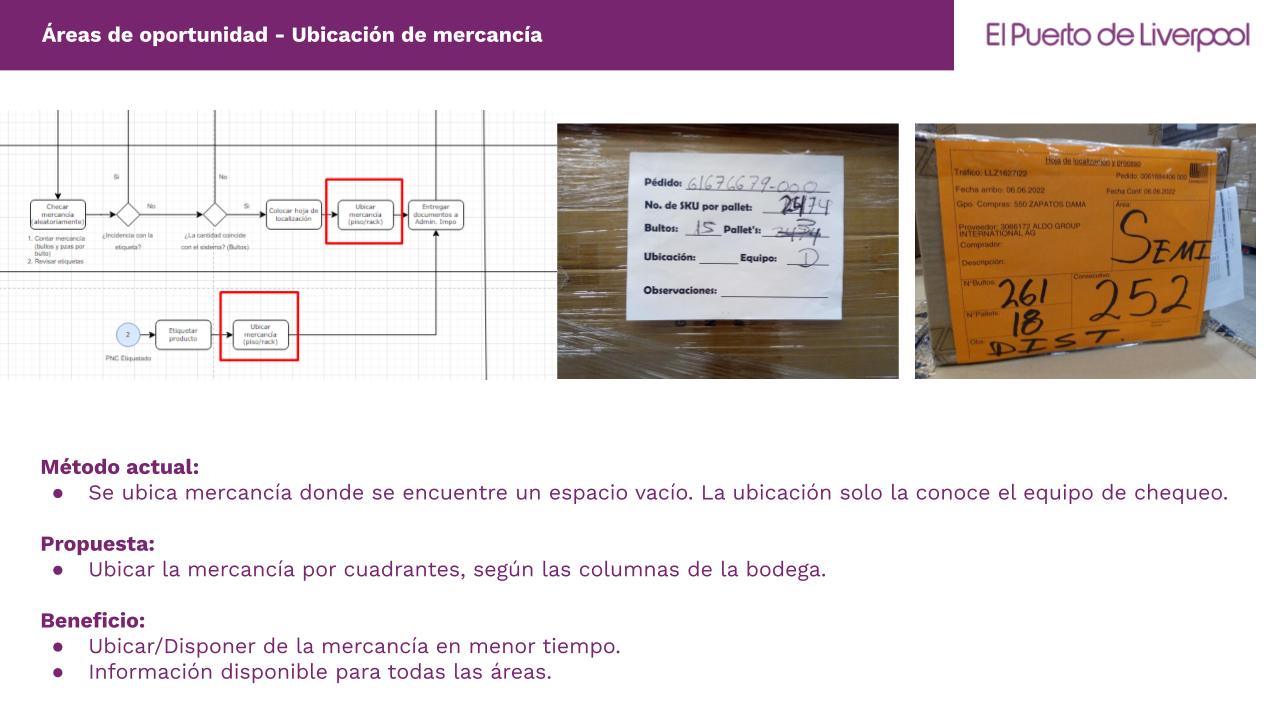 Áreas de oportunidad - Ubicación de mercancía
El Puerto de Liverpool
Si
No
Checar
mercancía
(aleatoriamente)
No
Si
Colocar hoja de
localización
Ubicar
mercancía
(piso/rack)
Entregar
documentos a
Admin. Impo
1. Contar mercancía
(bultos y pzas por
bulto)
2. Revisar etiquetas
¿Incidencia con la
etiqueta?
¿La cantidad coincide
con el sistema? (Bultos)
2
Etiquetar
producto
Ubicar
mercancía
(piso/rack)
PNC Etiquetado
Pédido: 61676679-000
No. de SKU por pallet:
Bultos: 15 Pallet's:
Ubicación: ______ Equipo: D
Observaciones: ______
Hoja de localización y proceso
Tráfico: LLZ1627I22
Pedido: 0061684406 000
Fecha arribo: 06.06.2022
Fecha Cont: 06.06.2022
Gpo. Compras: 550 ZAPATOS DAMA
Área:
SEMI
Proveedor: 3066172 ALDO GROUP
INTERNATIONAL AG
Comprador:
Descripción:
N°Bultos: 261
Consecutivo: 252
N°Pallets: 18
Obs: DIST.
Método actual:
● Se ubica mercancía donde se encuentre un espacio vacío. La ubicación solo la conoce el equipo de chequeo.
Propuesta:
● Ubicar la mercancía por cuadrantes, según las columnas de la bodega.
Beneficio:
● Ubicar/Disponer de la mercancía en menor tiempo.
● Información disponible para todas las áreas.